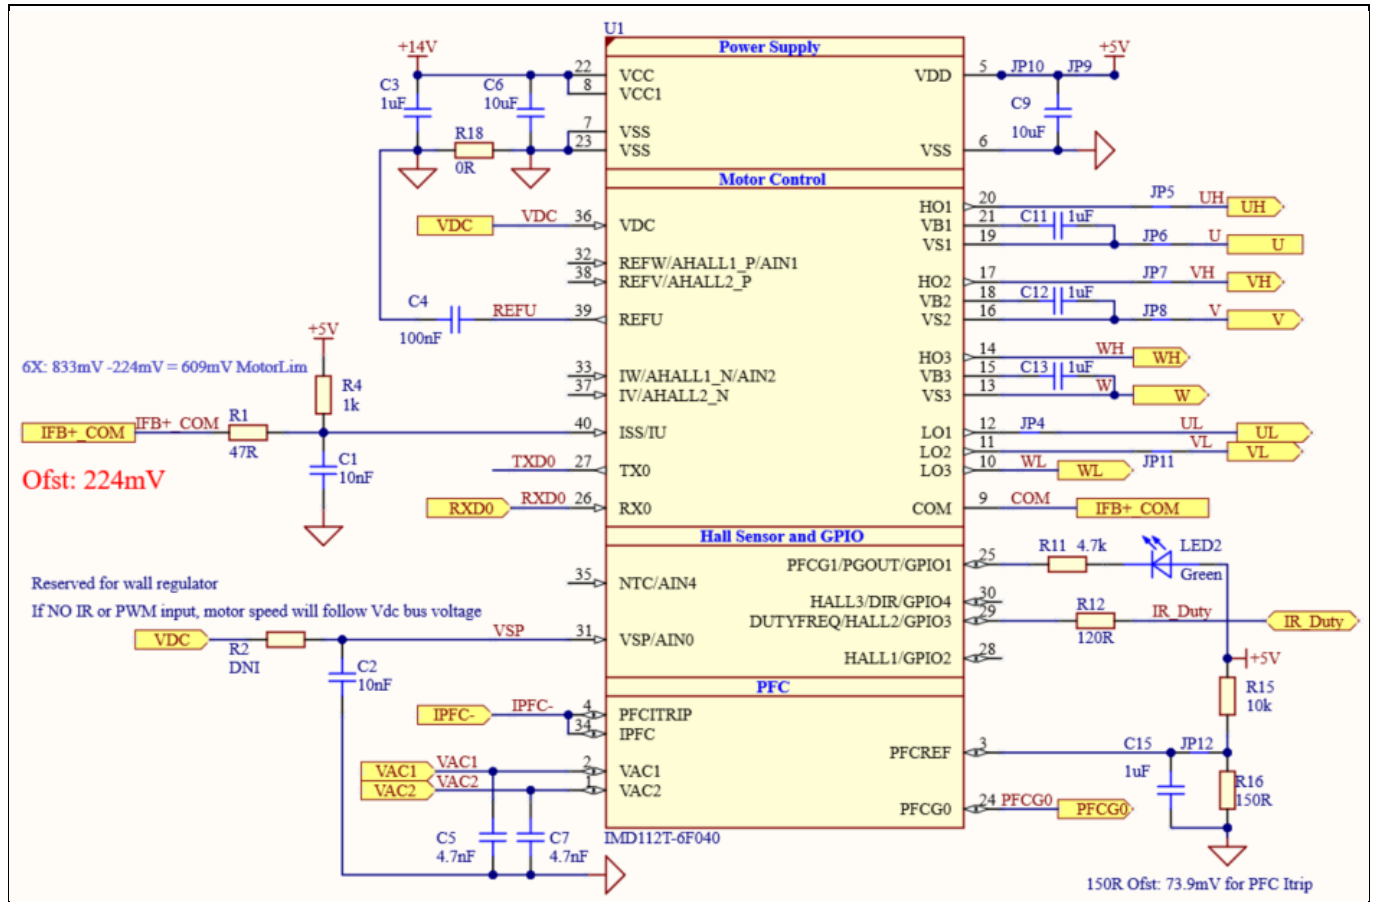 U1
Power Supply
+14V
+5V
22 VCC
8 VCC1
VDD 5 JP10 JP9
C3
1uF
C6
10uF
C9
10uF
7 VSS
23 VSS
VSS 6
R18
0R
Motor Control
VDC VDC 36 VDC
32 REFW/AHALL1_P/AIN1
38 REFV/AHALL2_P
C4
100nF
REFU 39 REFU
HO1 20 JP5 UH UH
VB1 21 C11 1uF
VS1 19 JP6 U U
HO2 17 JP7 VH VH
VB2 18 C12 1uF
VS2 16 JP8 V V
HO3 14 WH WH
VB3 15 C13 1uF
VS3 13 W W
+5V
6X: 833mV -224mV = 609mV MotorLim
R4
1k
33 IW/AHALL1_N/AIN2
37 IV/AHALL2_N
IFB+_COM IFB+_COM R1
47R
40 ISS/IU
LO1 12 JP4 UL UL
LO2 11 JP11 VL VL
LO3 10 WL WL
Ofst: 224mV
C1
10nF
TXD0 27 TX0
RXD0 RXD0 26 RX0
COM 9 COM IFB+_COM
Hall Sensor and GPIO
PFCG1/PGOUT/GPIO1 25 R11 4.7k LED2
Green
Reserved for wall regulator
35 NTC/AIN4
HALL3/DIR/GPIO4 30
If NO IR or PWM input, motor speed will follow Vdc bus voltage
DUTYFREQ/HALL2/GPIO3 29 R12
120R
IR_Duty IR_Duty
VDC R2
DNI
VSP 31 VSP/AIN0
HALL1/GPIO2 28
+5V
C2
10nF
PFC
R15
10k
IPFC- IPFC- 4 PFCITRIP
34 IPFC
PFCREF 3 C15
1uF
JP12
VAC1 VAC1 2 VAC1
VAC2 VAC2 1 VAC2
R16
150R
PFCG0 24 PFCG0 PFCG0
C5
4.7nF
C7
4.7nF
IMD112T-6F040
150R Ofst: 73.9mV for PFC Itrip